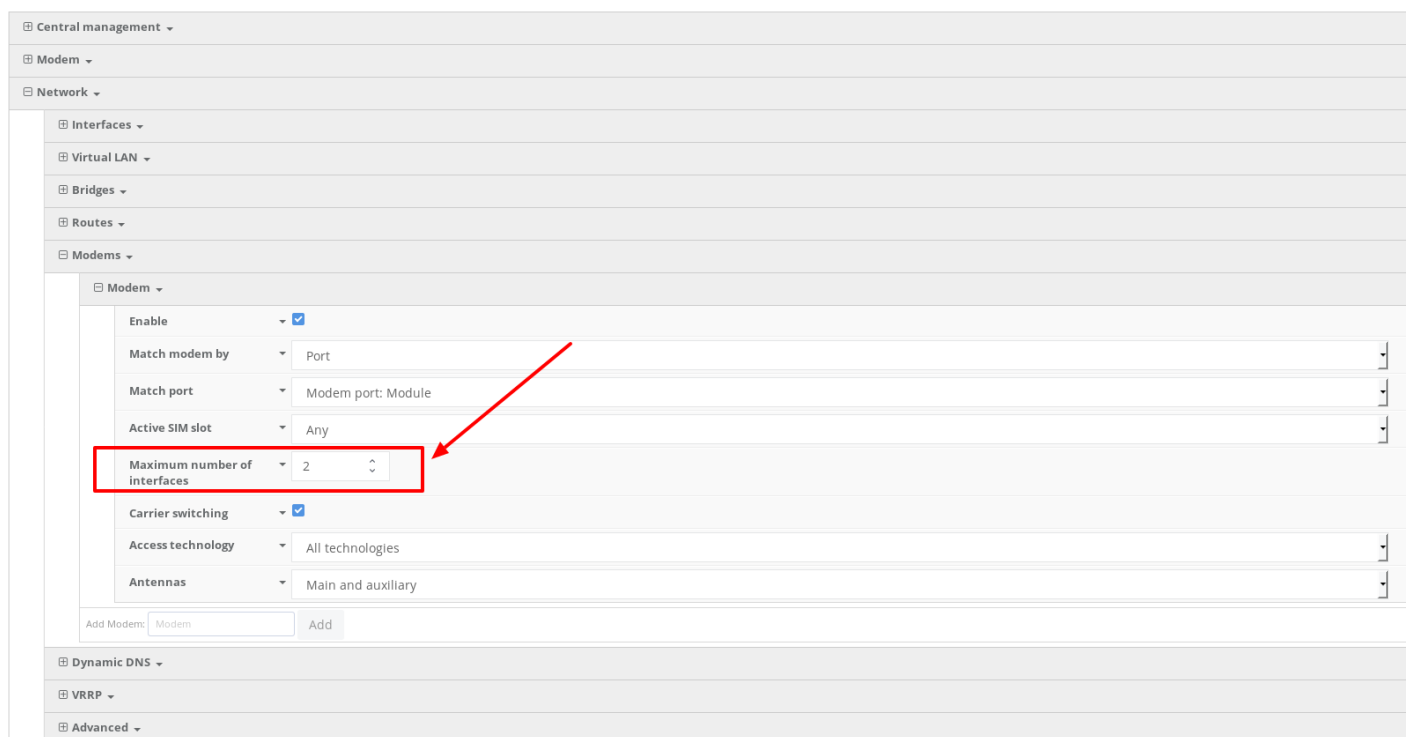 Central management
Modem
Network
Interfaces
Virtual LAN
Bridges
Routes
Modems
Modem
Enable
Match modem by
Port
Match port
Modem port: Module
Active SIM slot
Any
Maximum number of
interfaces
2
Carrier switching
Access technology
All technologies
Antennas
Main and auxiliary
Add Modem: Modem Add
Dynamic DNS
VRRP
Advanced